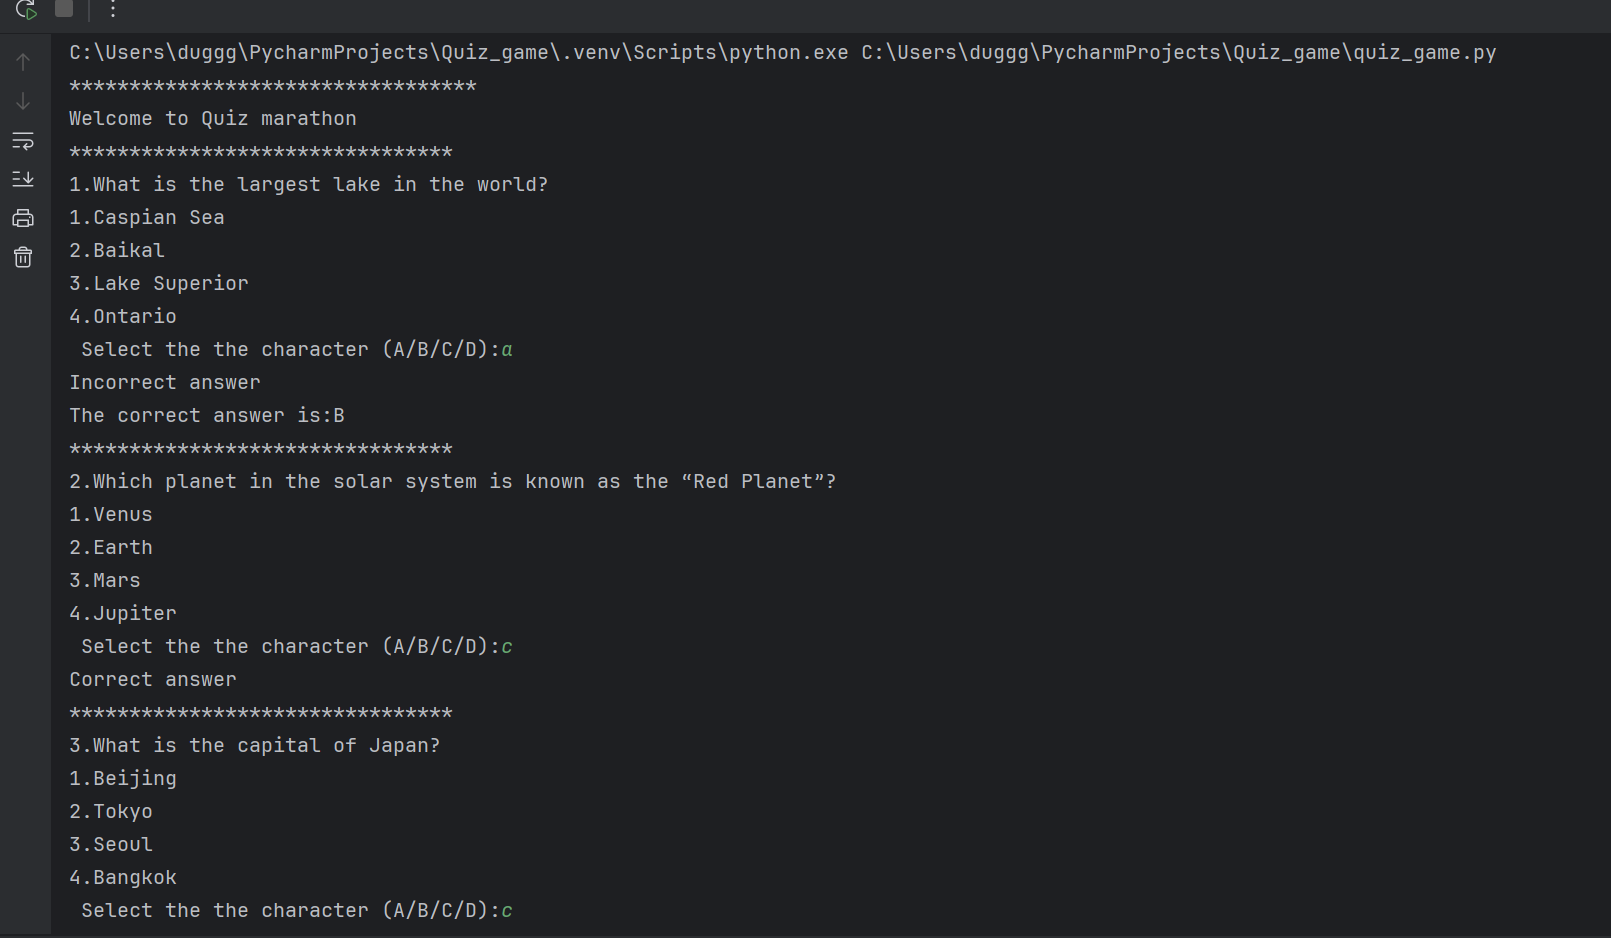 C:\Users\duggg\PycharmProjects\Quiz_game\.venv\Scripts\python.exe C:\Users\duggg\PycharmProjects\Quiz_game\quiz_game.py
**********************************
Welcome to Quiz marathon
********************************
1.What is the largest lake in the world?
1.Caspian Sea
2.Baikal
3.Lake Superior
4.Ontario
 Select the the character (A/B/C/D):a
Incorrect answer
The correct answer is:B
********************************
2.Which planet in the solar system is known as the “Red Planet”?
1.Venus
2.Earth
3.Mars
4.Jupiter
 Select the the character (A/B/C/D):c
Correct answer
********************************
3.What is the capital of Japan?
1.Beijing
2.Tokyo
3.Seoul
4.Bangkok
 Select the the character (A/B/C/D):c